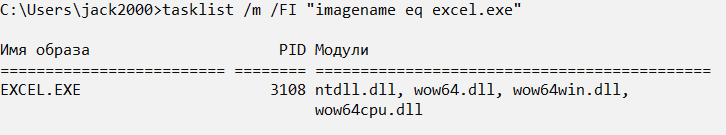 C:\Users\jack2000>tasklist /m /FI "imagename eq excel.exe"
Имя образа                     PID Модули
========================= ======== ============================================
EXCEL.EXE                     3108 ntdll.dll, wow64.dll, wow64win.dll,
                                   wow64cpu.dll